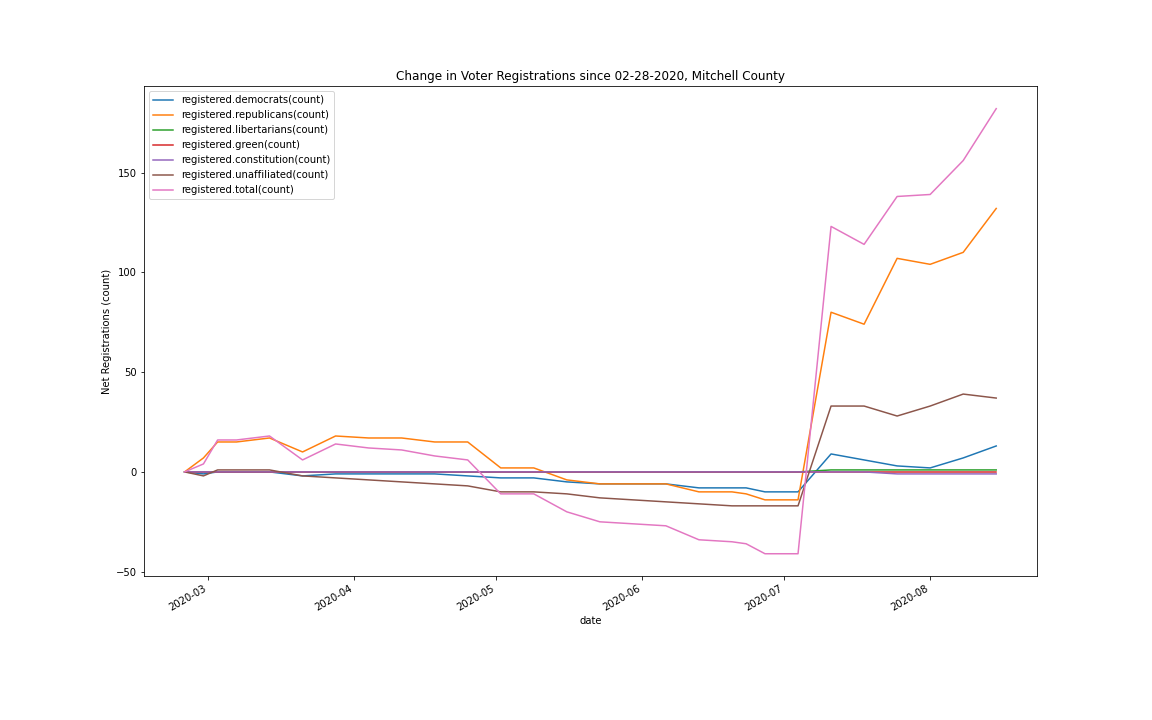 Change in Voter Registrations since 02-28-2020, Mitchell County
registered.democrats(count)
registered.republicans(count)
registered.libertarians(count)
registered.green(count)
registered.constitution(count)
registered.unaffiliated(count)
registered.total(count)
Net Registrations (count)
150
100
50
0
−50
2020-03
2020-04
2020-05
2020-06
2020-07
2020-08
date